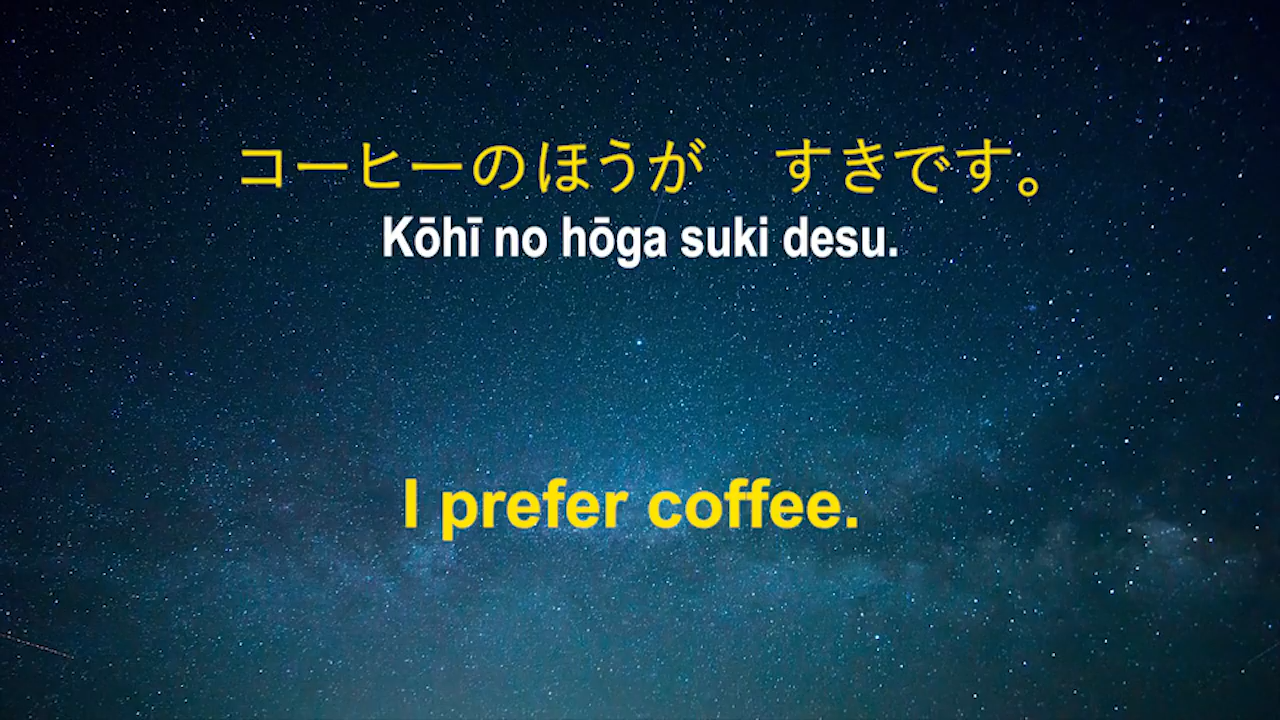 コーヒーのほうが　すきです。
Kōhī no hōga suki desu.
I prefer coffee.